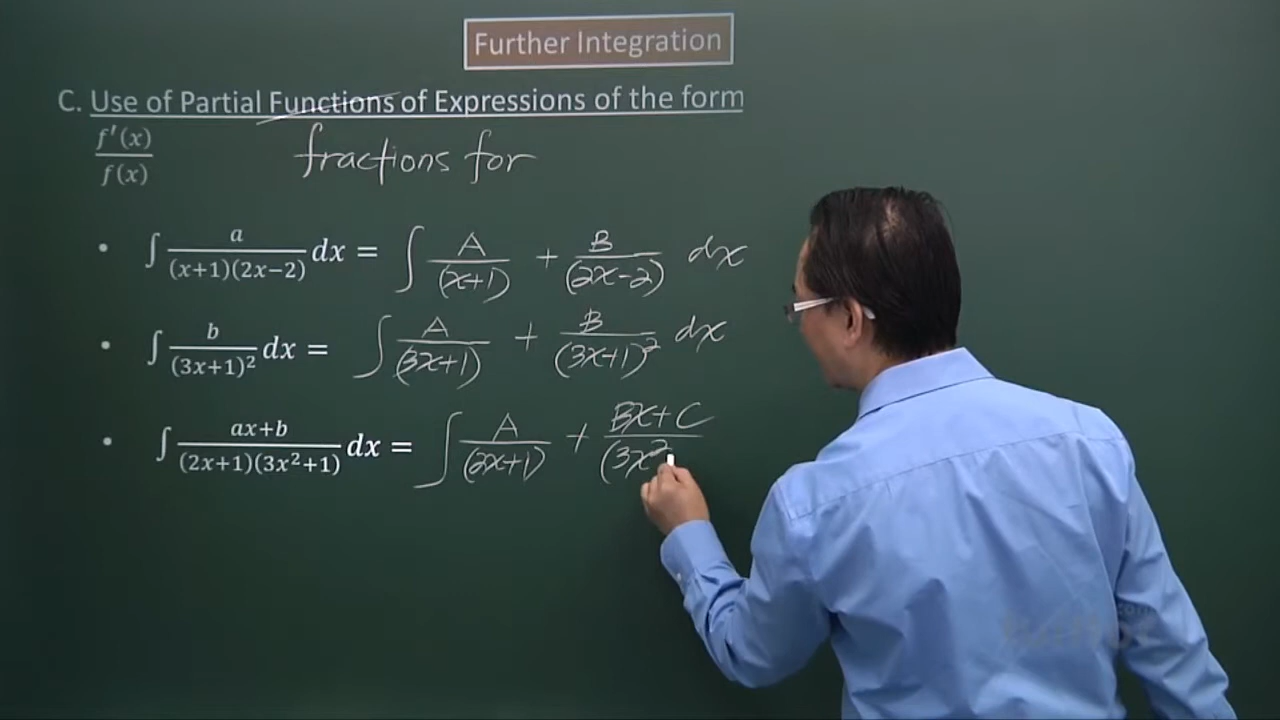 Further Integration
C. Use of Partial Functions of Expressions of the form
f'(x)/f(x)
fractions for
• ∫ a/((x+1)(2x−2)) dx = ∫ A/(x+1) + B/(2x−2) dx
• ∫ b/(3x+1)² dx = ∫ A/(3x+1) + B/(3x+1)² dx
• ∫ (ax+b)/((2x+1)(3x²+1)) dx = ∫ A/(2x+1) + (Bx+C)/(3x²